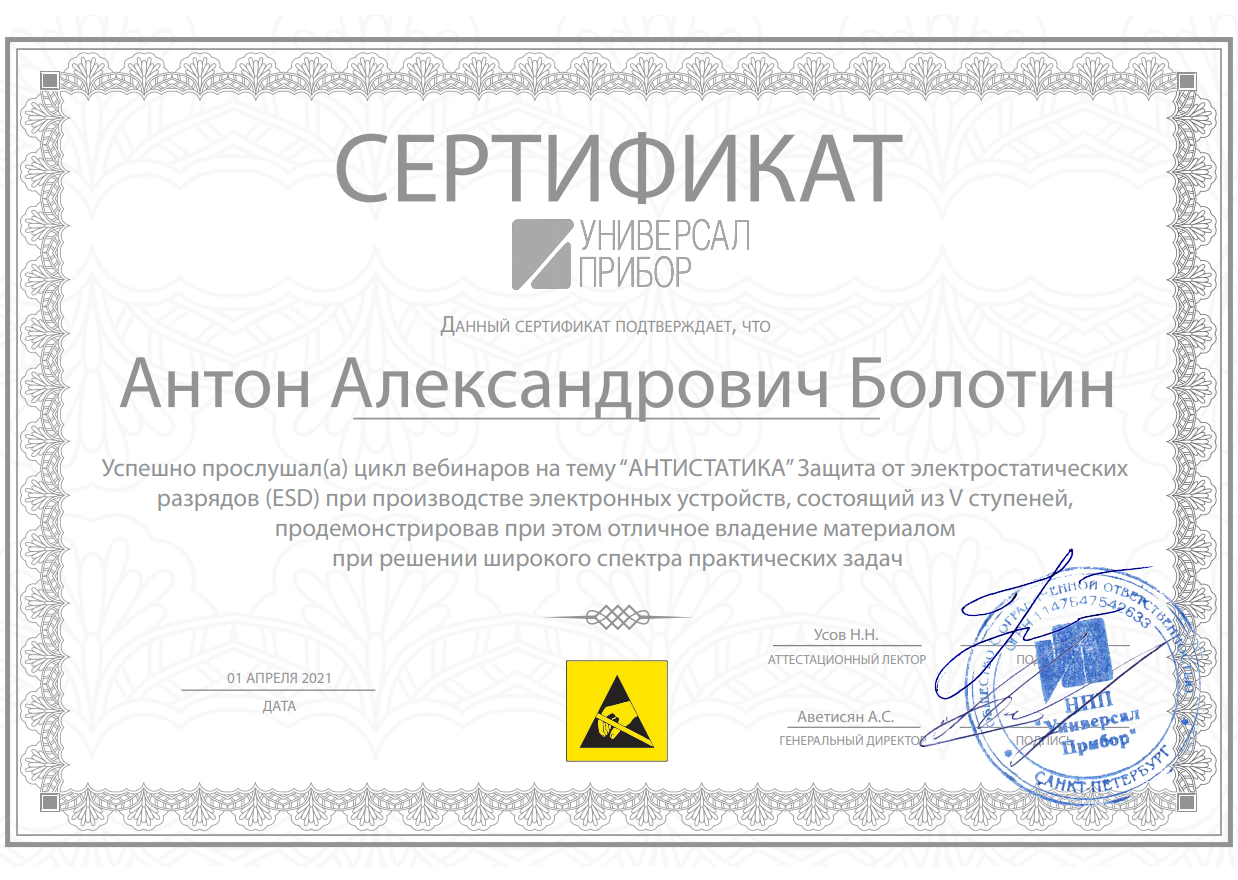 СЕРТИФИКАТ
УНИВЕРСАЛ
ПРИБОР
Данный сертификат подтверждает, что
Антон Александрович Болотин
Успешно прослушал(а) цикл вебинаров на тему “АНТИСТАТИКА” Защита от электростатических
разрядов (ESD) при производстве электронных устройств, состоящий из V ступеней,
продемонстрировав при этом отличное владение материалом
при решении широкого спектра практических задач
Усов Н.Н.
АТТЕСТАЦИОННЫЙ ЛЕКТОР
01 АПРЕЛЯ 2021
ДАТА
Аветисян А.С.
ГЕНЕРАЛЬНЫЙ ДИРЕКТОР
ПОДПИСЬ
ОБЩЕСТВО С ОГРАНИЧЕННОЙ ОТВЕТСТВЕННОСТЬЮ
ОГРН 1147847542633
НПП
"Универсал
Прибор"
САНКТ-ПЕТЕРБУРГ